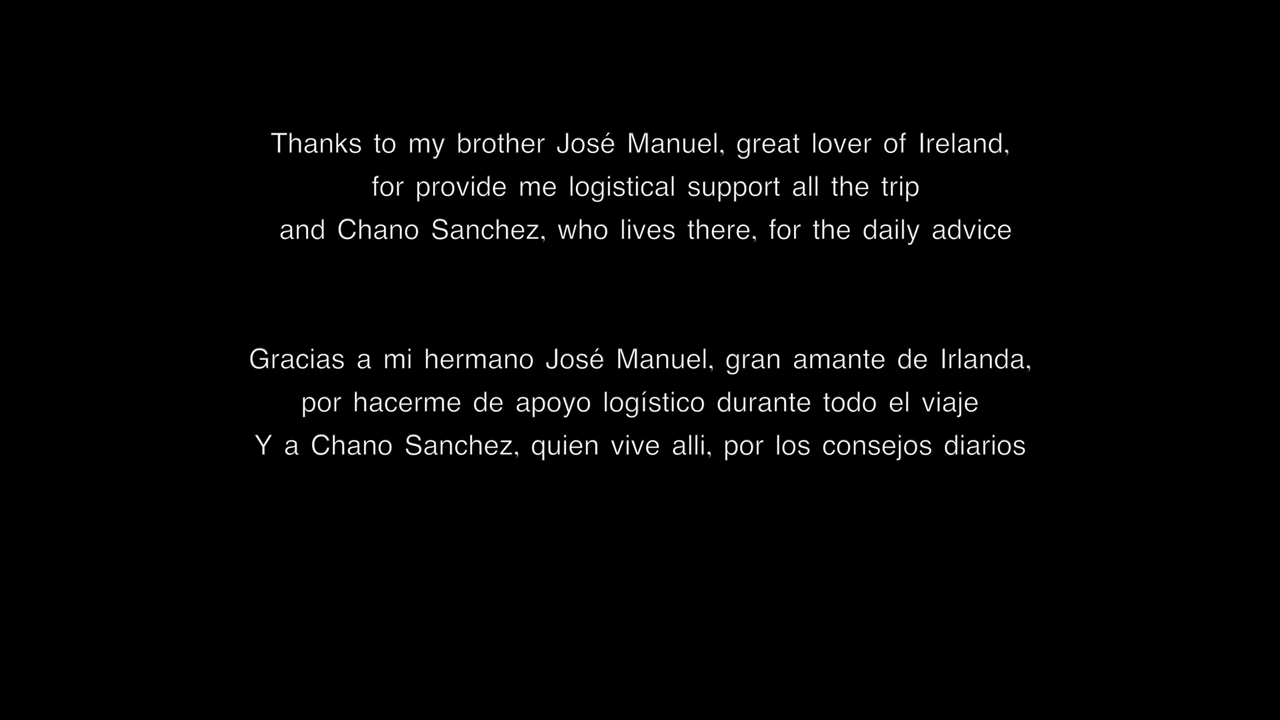 Thanks to my brother José Manuel, great lover of Ireland,
for provide me logistical support all the trip
and Chano Sanchez, who lives there, for the daily advice
Gracias a mi hermano José Manuel, gran amante de Irlanda,
por hacerme de apoyo logístico durante todo el viaje
Y a Chano Sanchez, quien vive alli, por los consejos diarios